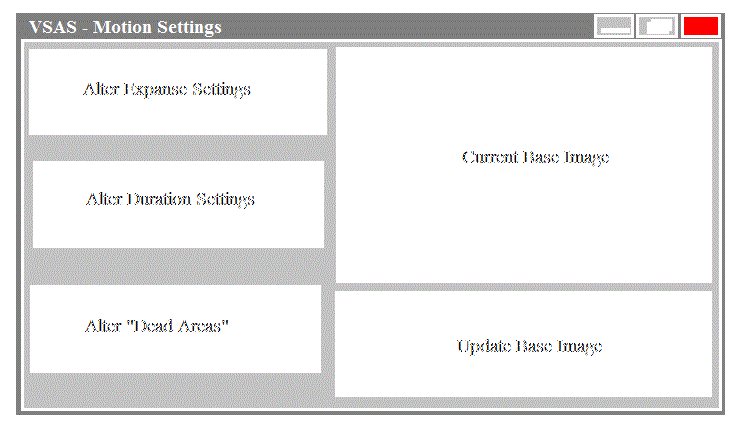 VSAS - Motion Settings
Alter Expanse Settings
Current Base Image
Alter Duration Settings
Alter "Dead Areas"
Update Base Image